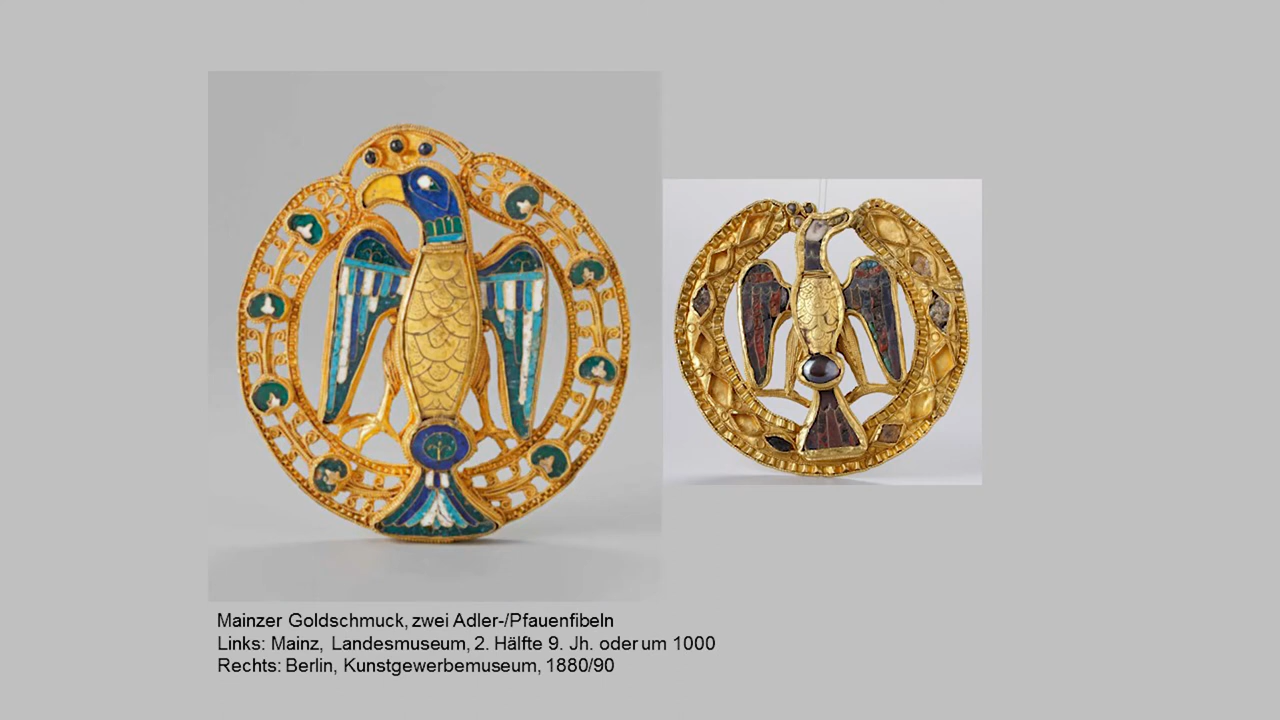 Mainzer Goldschmuck, zwei Adler-/Pfauenfibeln
Links: Mainz, Landesmuseum, 2. Hälfte 9. Jh. oder um 1000
Rechts: Berlin, Kunstgewerbemuseum, 1880/90